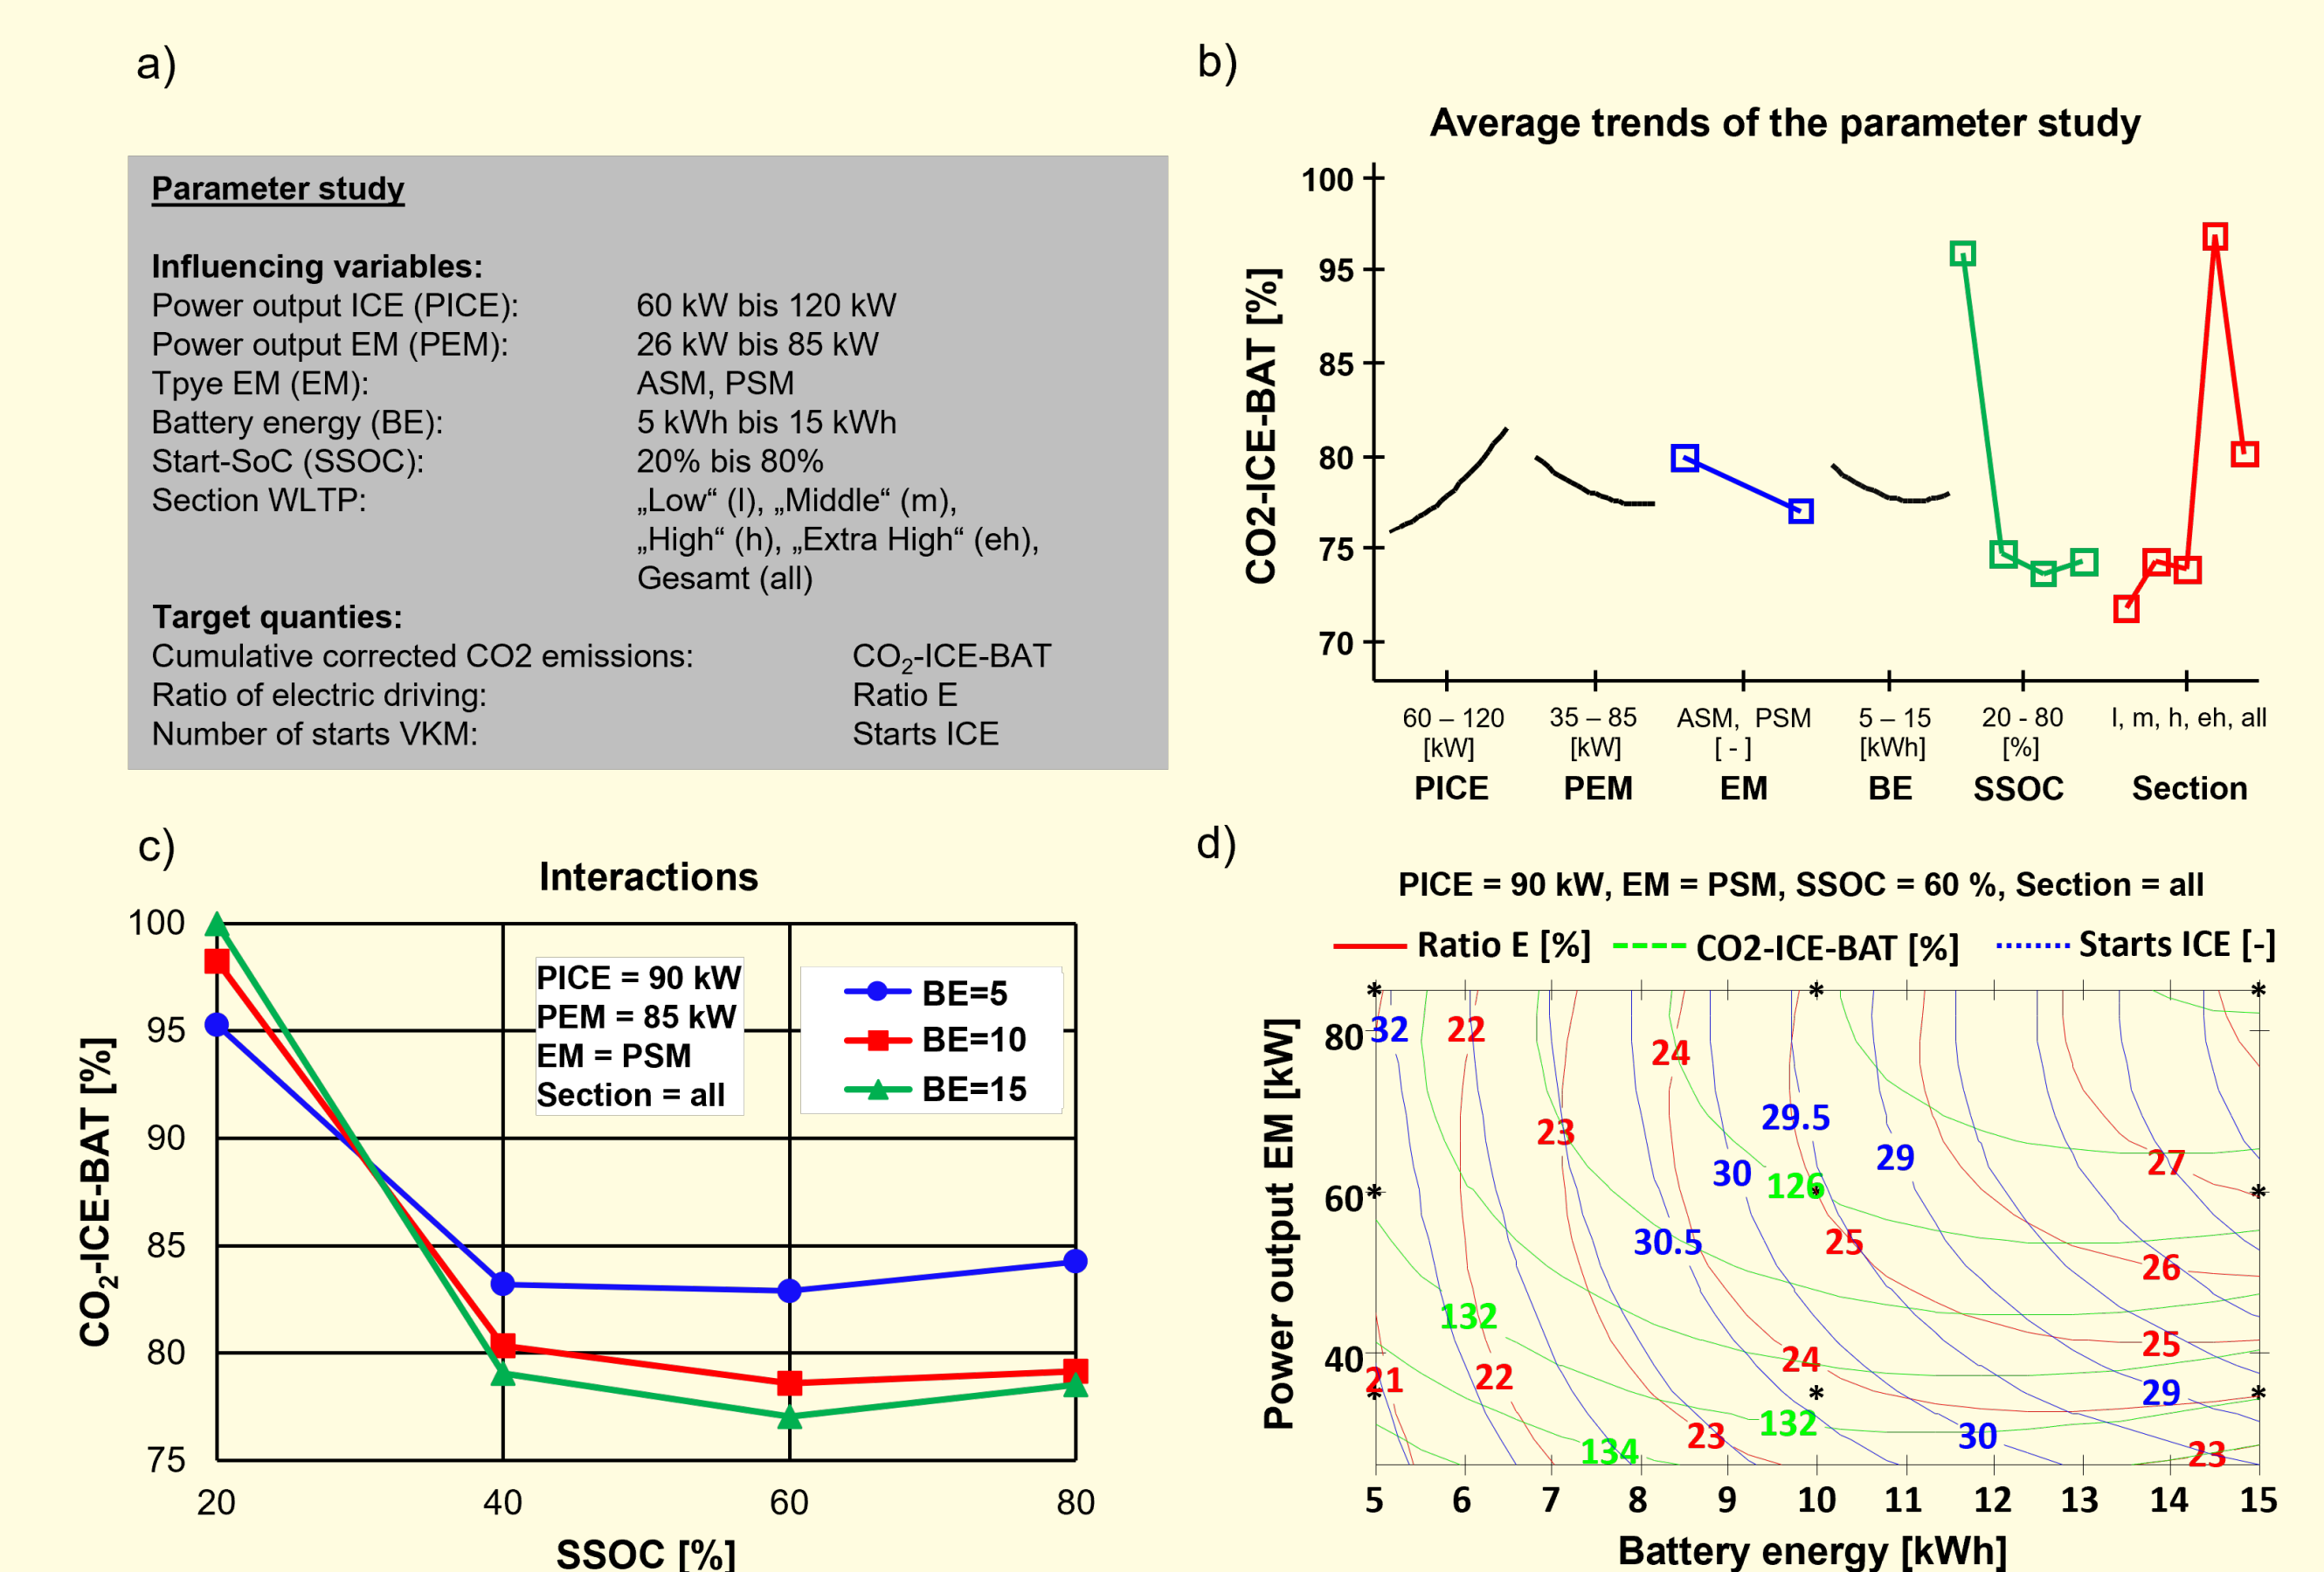 a)
Parameter study
Influencing variables:
Power output ICE (PICE): 60 kW bis 120 kW
Power output EM (PEM): 26 kW bis 85 kW
Tpye EM (EM): ASM, PSM
Battery energy (BE): 5 kWh bis 15 kWh
Start-SoC (SSOC): 20% bis 80%
Section WLTP: „Low“ (l), „Middle“ (m),
„High“ (h), „Extra High“ (eh),
Gesamt (all)
Target quanties:
Cumulative corrected CO2 emissions: CO₂-ICE-BAT
Ratio of electric driving: Ratio E
Number of starts VKM: Starts ICE
b)
Average trends of the parameter study
CO2-ICE-BAT [%]
100
95
85
80
75
70
60 – 120 35 – 85 ASM, PSM 5 – 15 20 - 80 l, m, h, eh, all
[kW] [kW] [ - ] [kWh] [%]
PICE PEM EM BE SSOC Section
c)
Interactions
CO₂-ICE-BAT [%]
100
95
90
85
80
75
PICE = 90 kW
PEM = 85 kW
EM = PSM
Section = all
BE=5
BE=10
BE=15
20 40 60 80
SSOC [%]
d)
PICE = 90 kW, EM = PSM, SSOC = 60 %, Section = all
Ratio E [%] CO2-ICE-BAT [%] Starts ICE [-]
Power output EM [kW]
80
60
40
32 22
24
29.5
23
29
27
30
126
30.5
25
26
132
25
24
21
22
29
132
30
23
134
23
5 6 7 8 9 10 11 12 13 14 15
Battery energy [kWh]